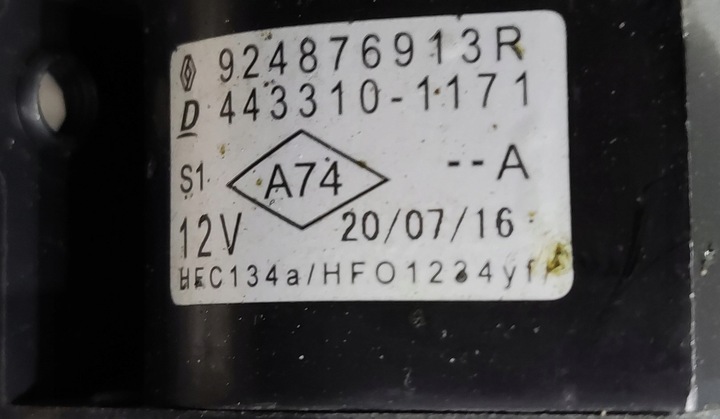 924876913R
D 443310-1171
S1 A74 --A
12V 20/07/16
HFC134a/HFO1234yf